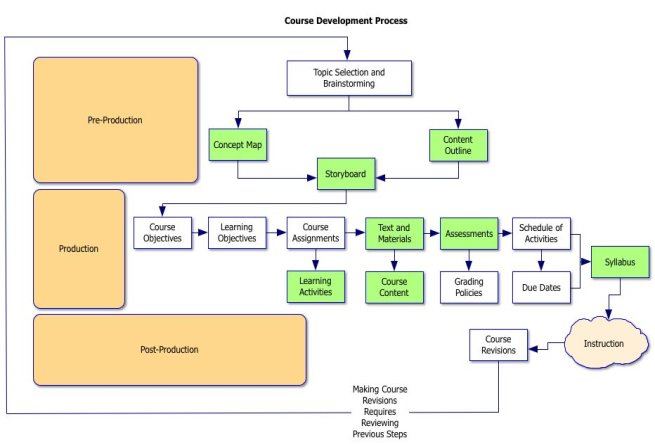 Course Development Process
Topic Selection and
Brainstorming
Pre-Production
Concept Map
Content
Outline
Storyboard
Production
Course
Objectives
Learning
Objectives
Course
Assignments
Text and
Materials
Assessments
Schedule of
Activities
Syllabus
Learning
Activities
Course
Content
Grading
Policies
Due Dates
Post-Production
Course
Revisions
Instruction
Making Course
Revisions
Requires
Reviewing
Previous Steps